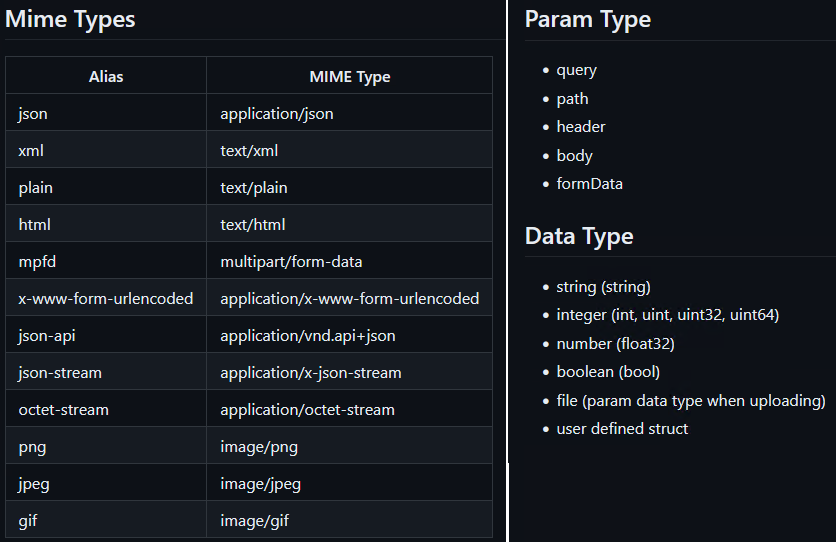 Mime Types
Alias MIME Type
json application/json
xml text/xml
plain text/plain
html text/html
mpfd multipart/form-data
x-www-form-urlencoded application/x-www-form-urlencoded
json-api application/vnd.api+json
json-stream application/x-json-stream
octet-stream application/octet-stream
png image/png
jpeg image/jpeg
gif image/gif
Param Type
• query
• path
• header
• body
• formData
Data Type
• string (string)
• integer (int, uint, uint32, uint64)
• number (float32)
• boolean (bool)
• file (param data type when uploading)
• user defined struct